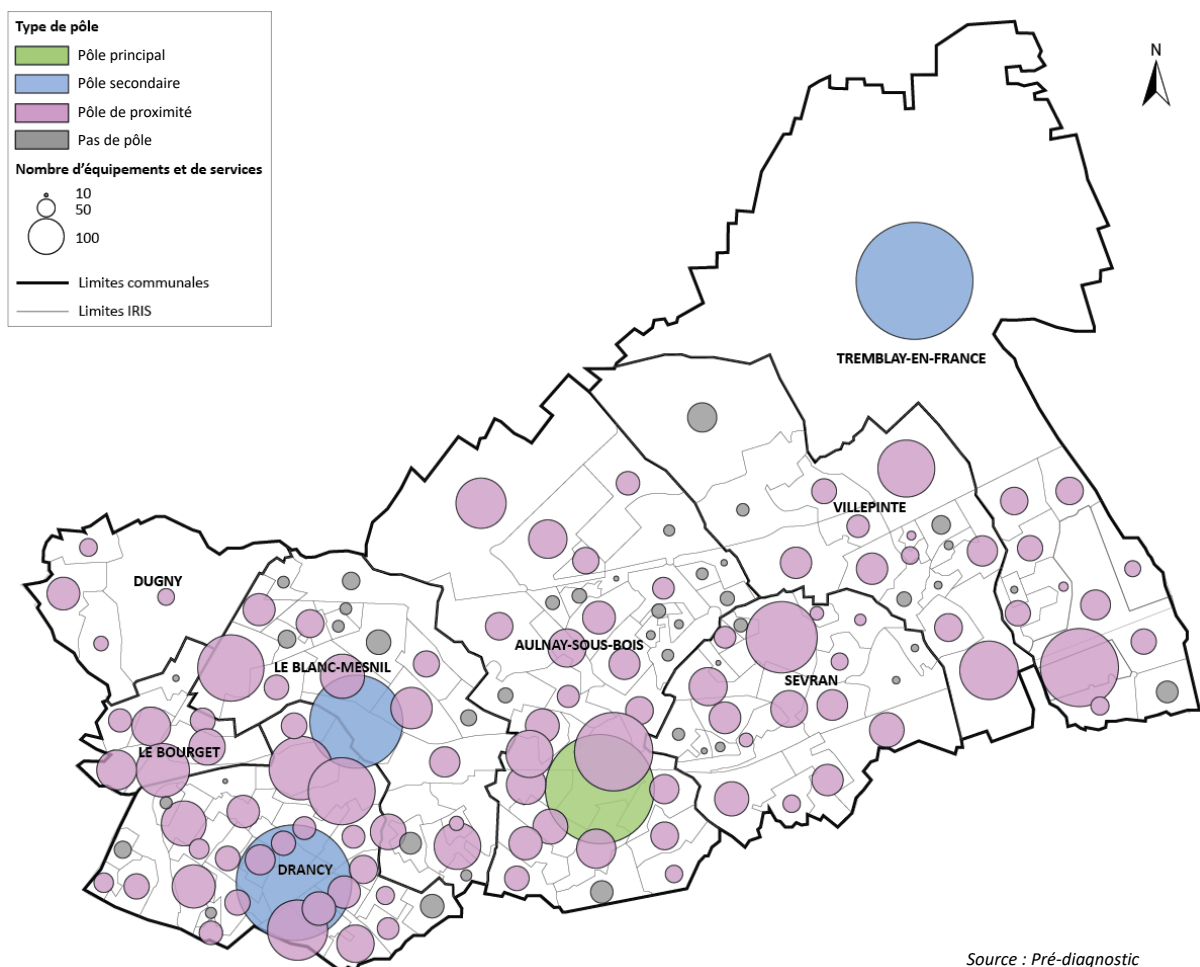 Type de pôle
Pôle principal
Pôle secondaire
Pôle de proximité
Pas de pôle
Nombre d'équipements et de services
10
50
100
Limites communales
Limites IRIS
N
TREMBLAY-EN-FRANCE
VILLEPINTE
DUGNY
AULNAY-SOUS-BOIS
LE BLANC-MESNIL
SEVRAN
LE BOURGET
DRANCY
Source : Pré-diagnostic